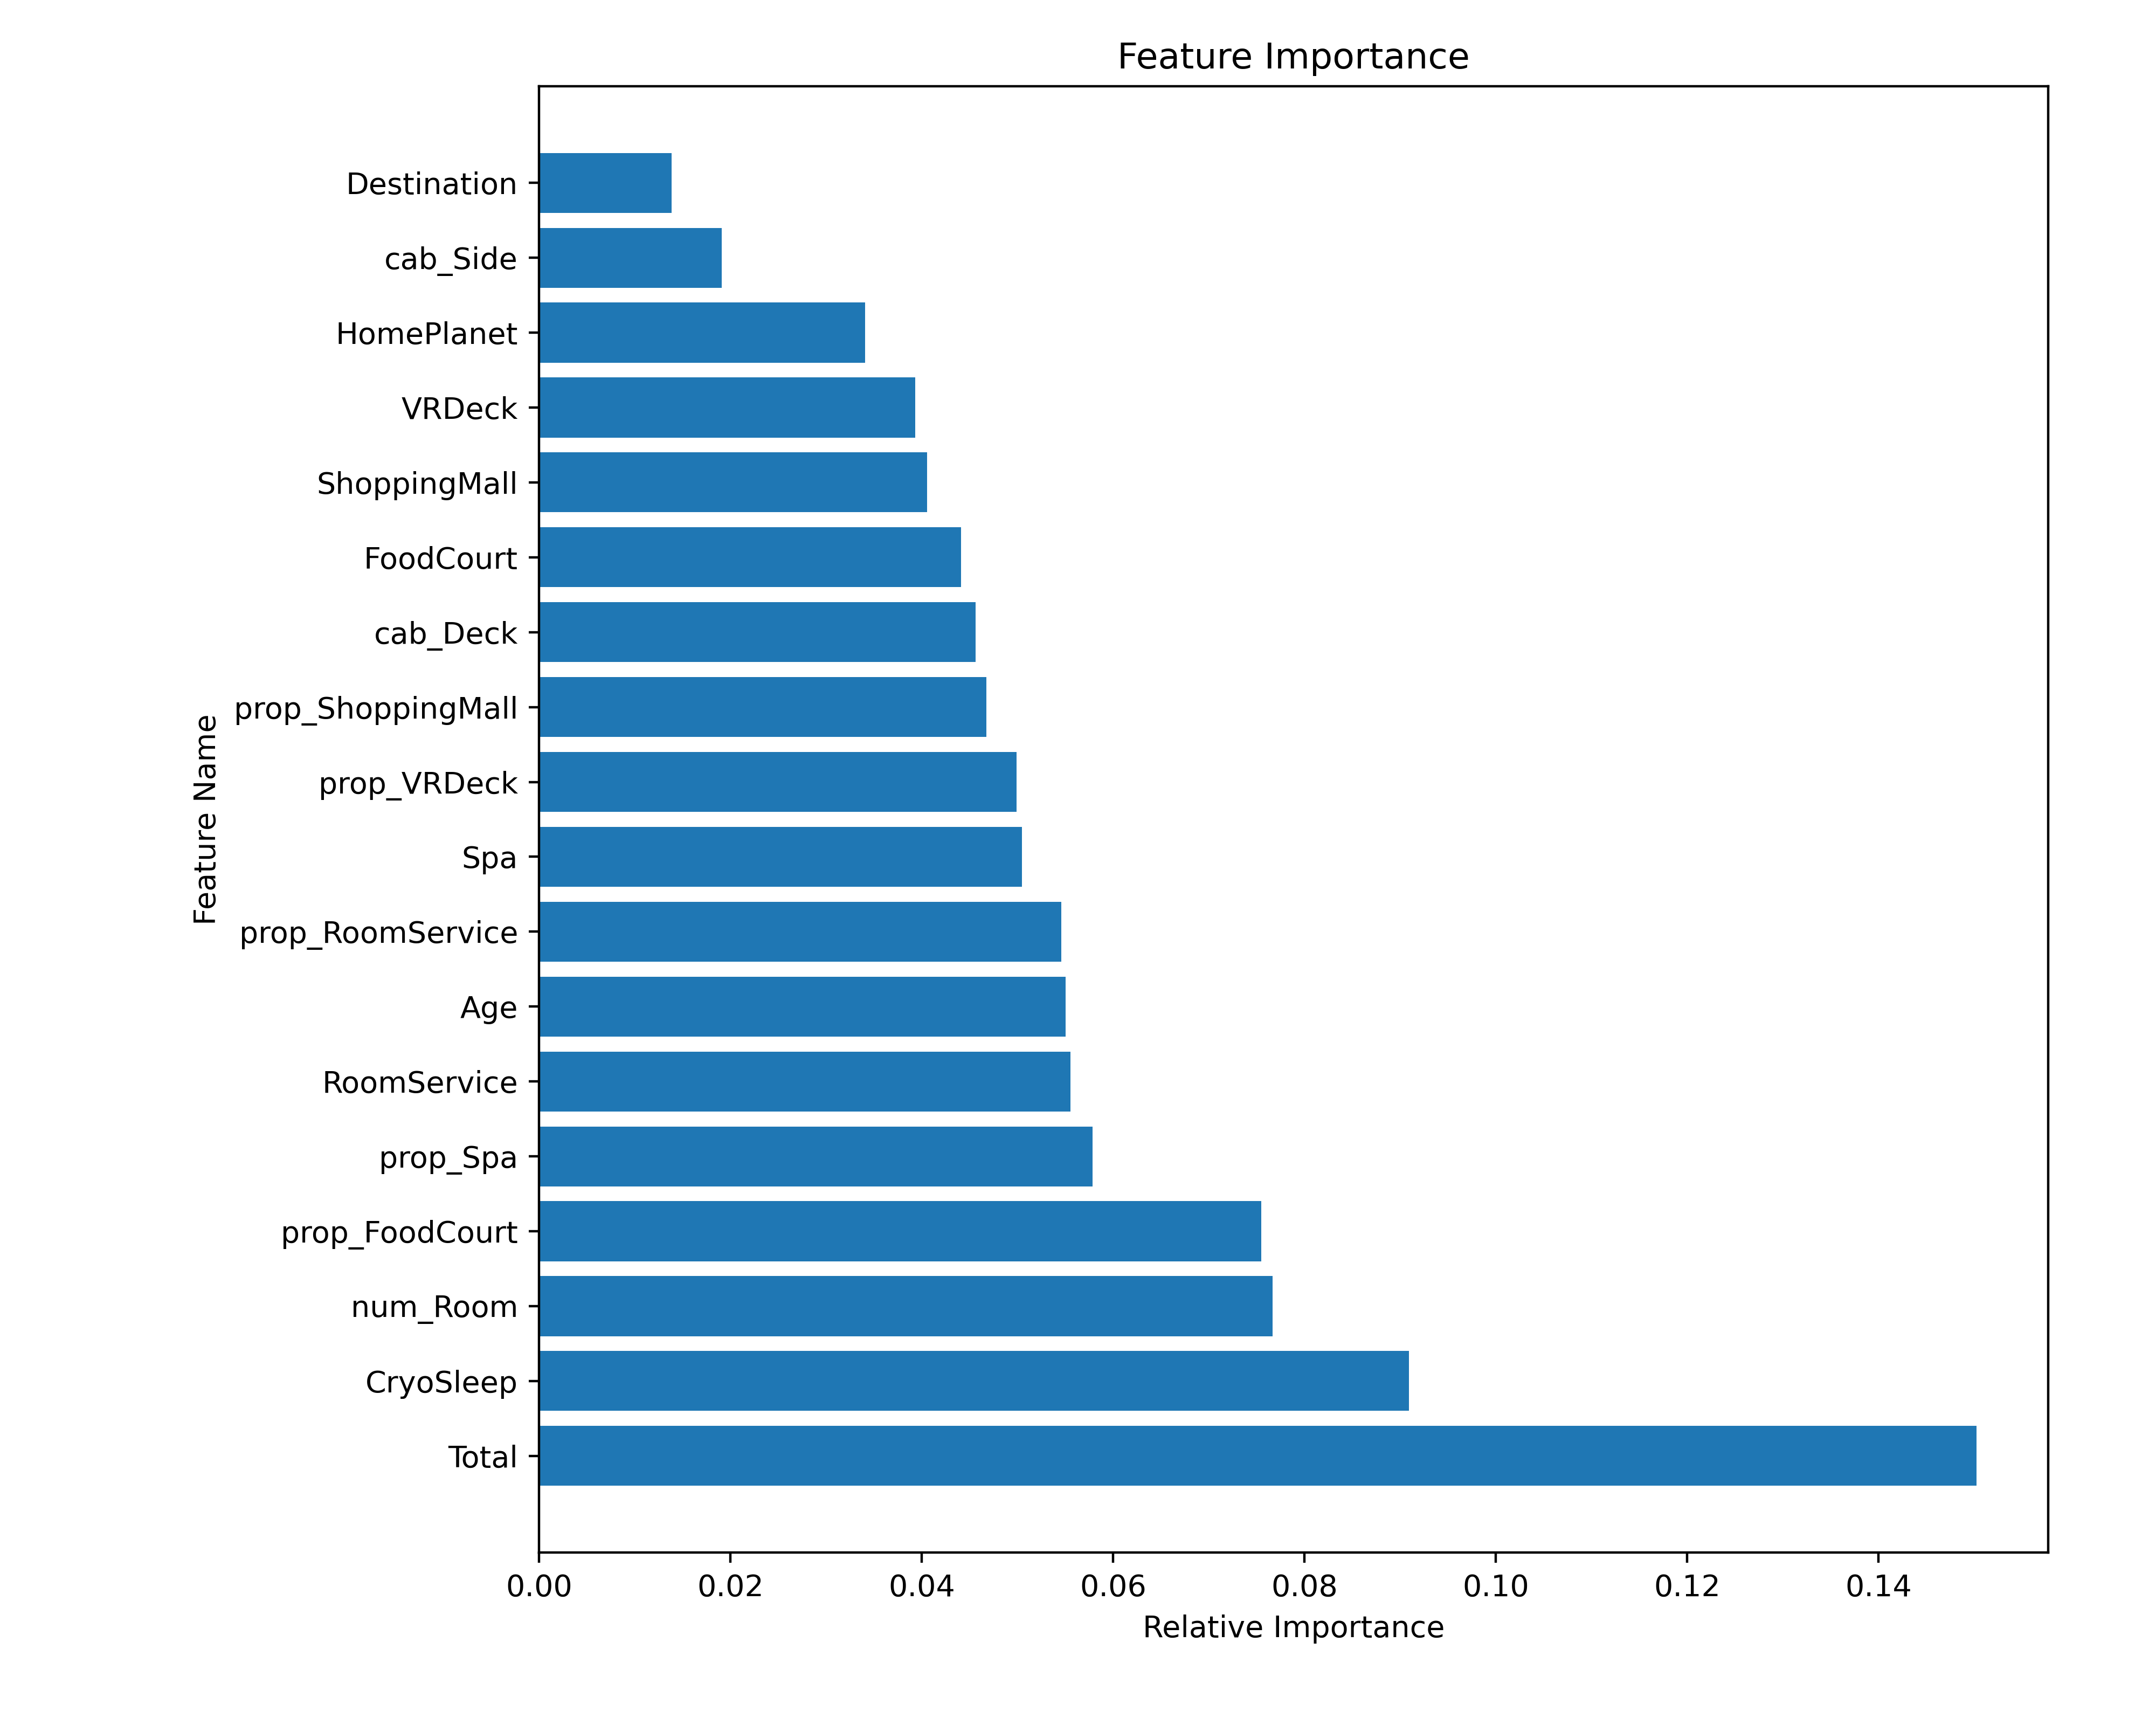 Feature Importance
Feature Name
Destination
cab_Side
HomePlanet
VRDeck
ShoppingMall
FoodCourt
cab_Deck
prop_ShoppingMall
prop_VRDeck
Spa
prop_RoomService
Age
RoomService
prop_Spa
prop_FoodCourt
num_Room
CryoSleep
Total
0.00 0.02 0.04 0.06 0.08 0.10 0.12 0.14
Relative Importance